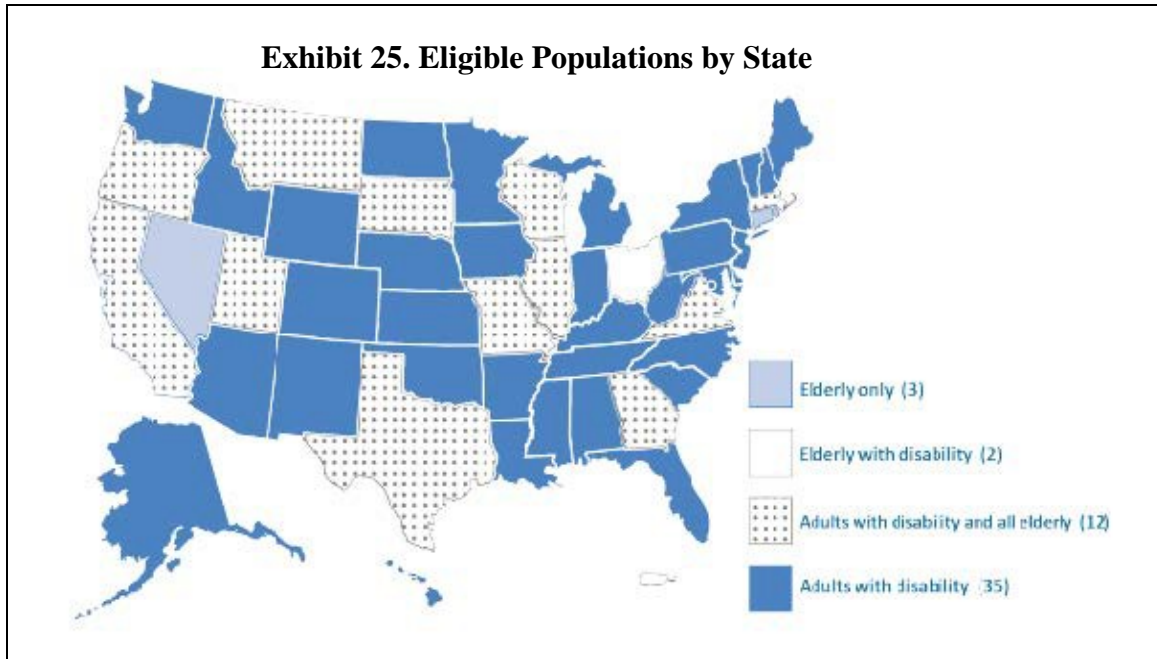 Exhibit 25. Eligible Populations by State
Elderly only (3)
Elderly with disability (2)
Adults with disability and all elderly (12)
Adults with disability (35)